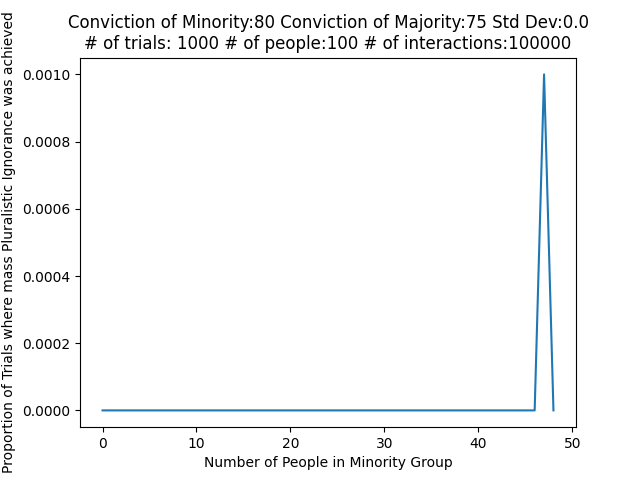 Conviction of Minority:80 Conviction of Majority:75 Std Dev:0.0
# of trials: 1000 # of people:100 # of interactions:100000
Proportion of Trials where mass Pluralistic Ignorance was achieved
0.0010
0.0008
0.0006
0.0004
0.0002
0.0000
0 10 20 30 40 50
Number of People in Minority Group